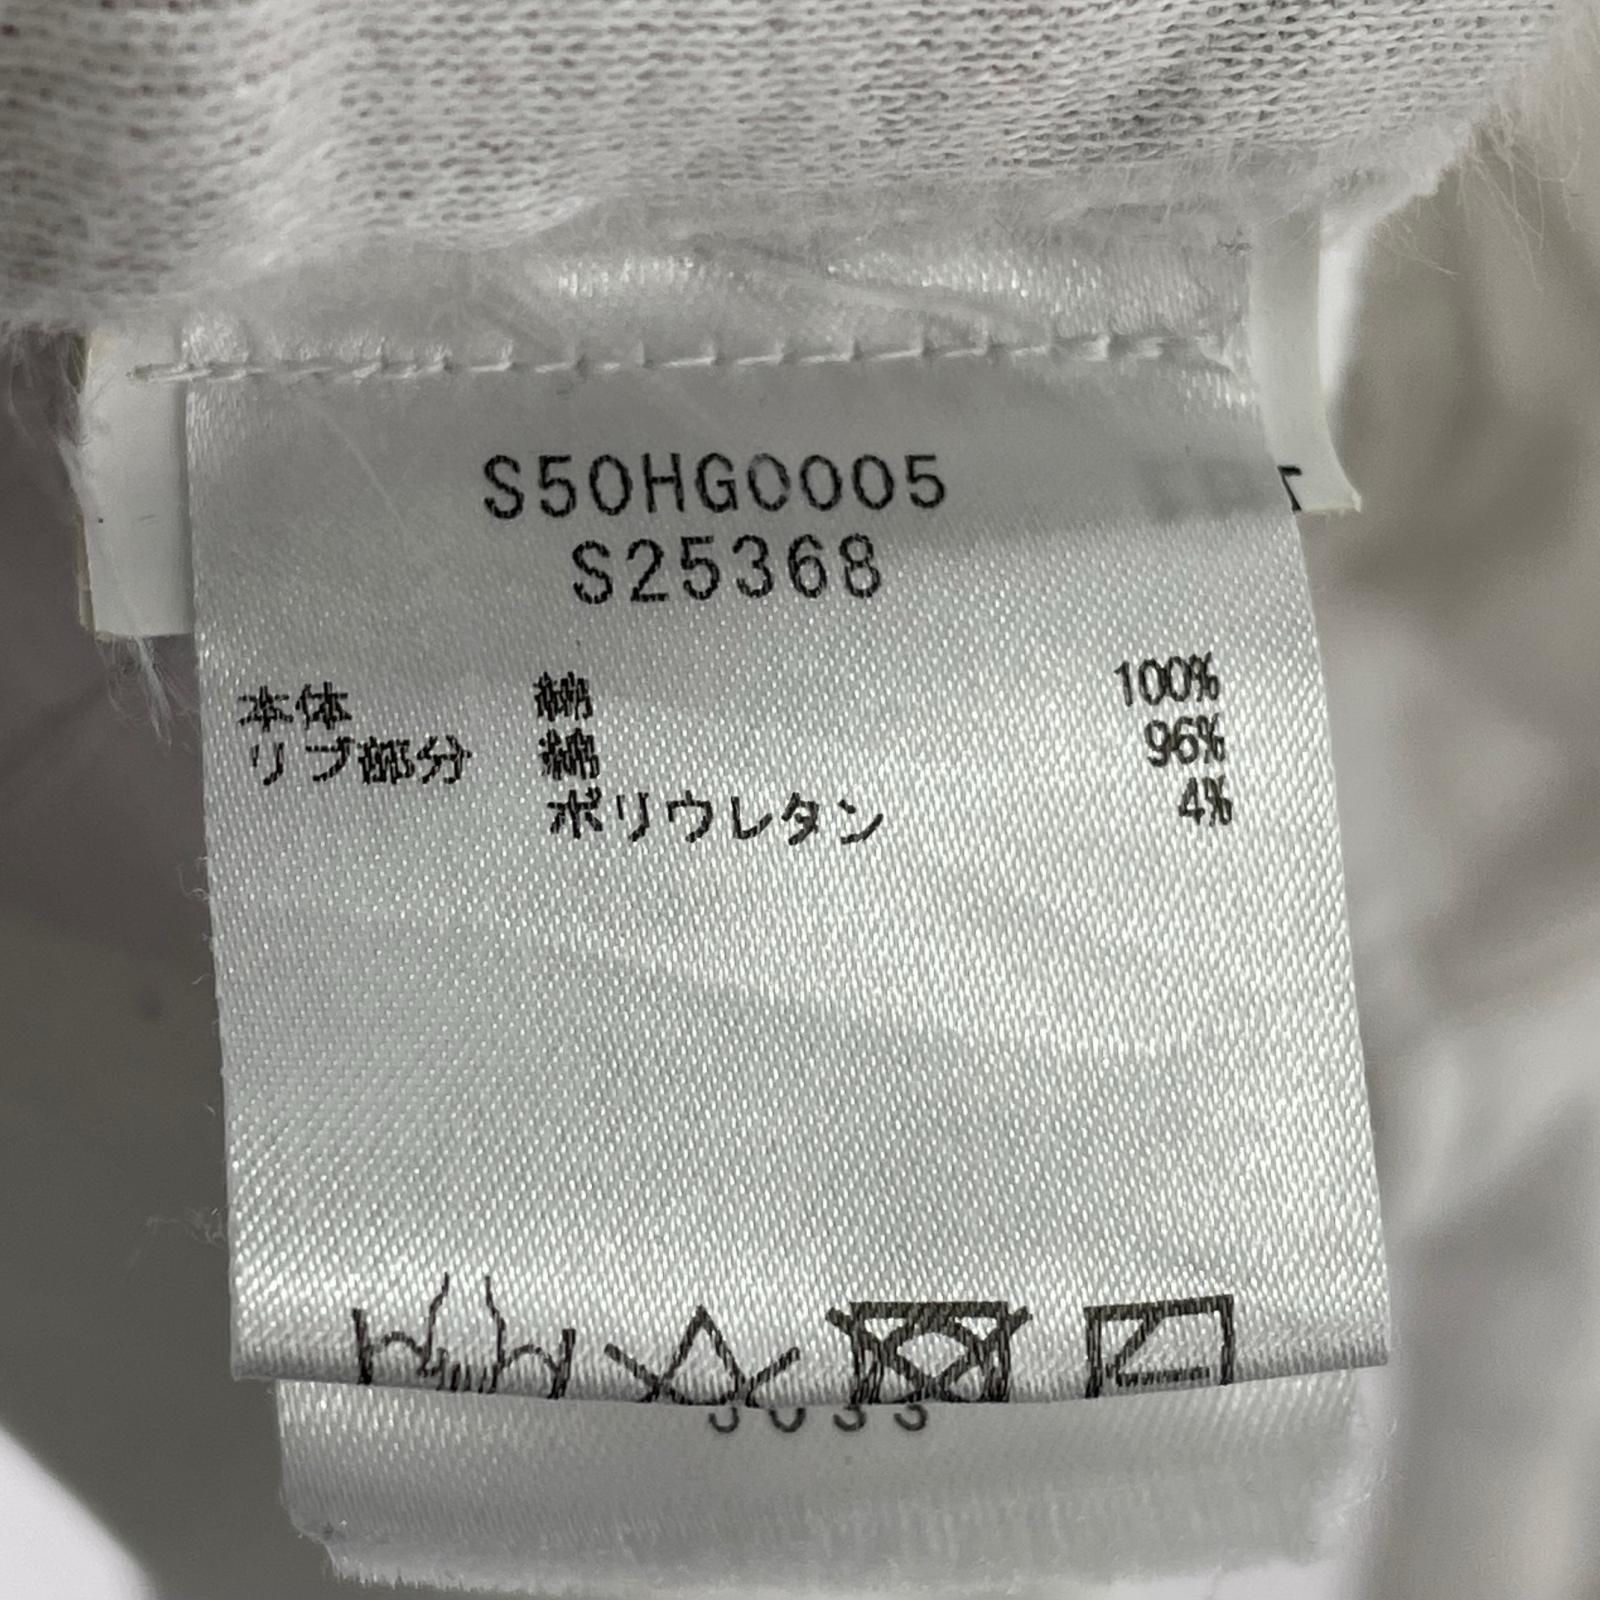 S50HG0005
S25368
本体 綿 100%
リブ部分 綿 96%
ポリウレタン 4%